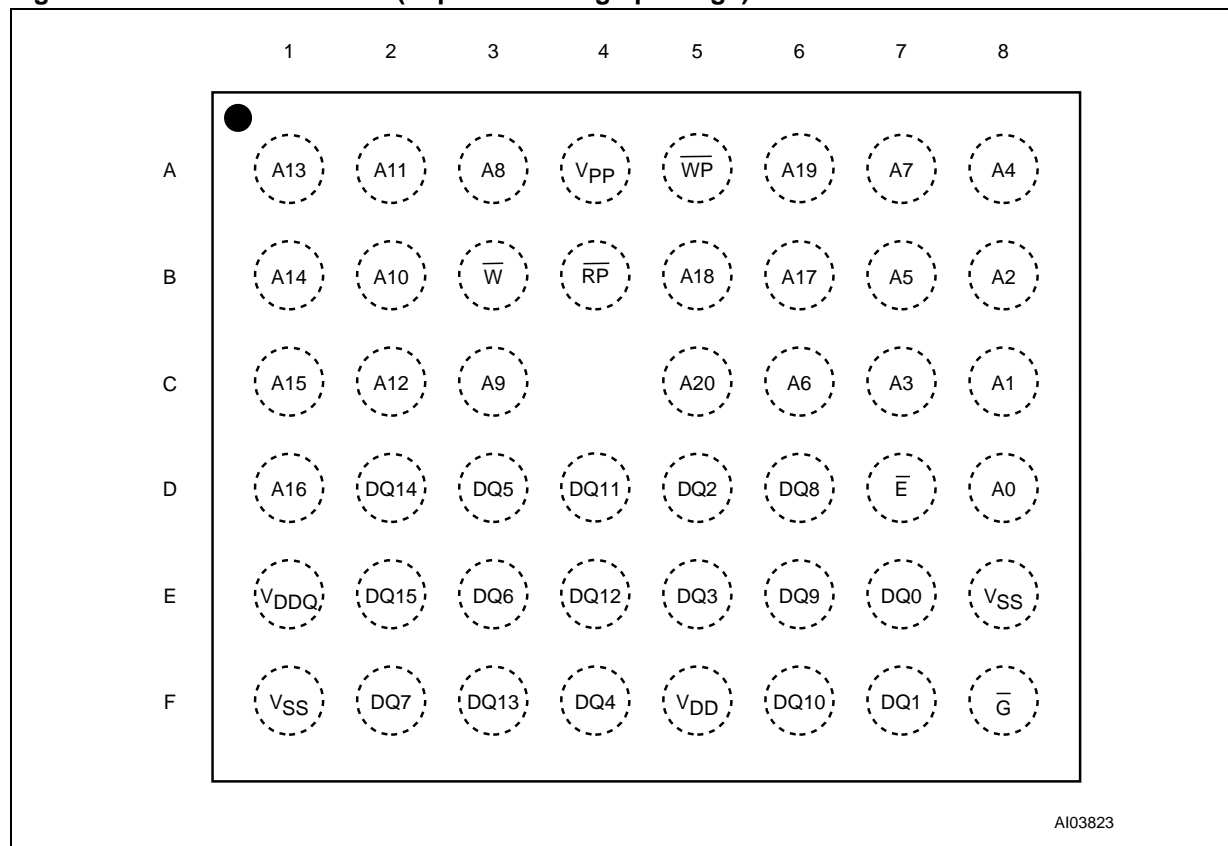 1 2 3 4 5 6 7 8
A A13 A11 A8 VPP W̅P̅ A19 A7 A4
B A14 A10 W̅ R̅P̅ A18 A17 A5 A2
C A15 A12 A9 A20 A6 A3 A1
D A16 DQ14 DQ5 DQ11 DQ2 DQ8 E̅ A0
E VDDQ DQ15 DQ6 DQ12 DQ3 DQ9 DQ0 VSS
F VSS DQ7 DQ13 DQ4 VDD DQ10 DQ1 G̅
AI03823